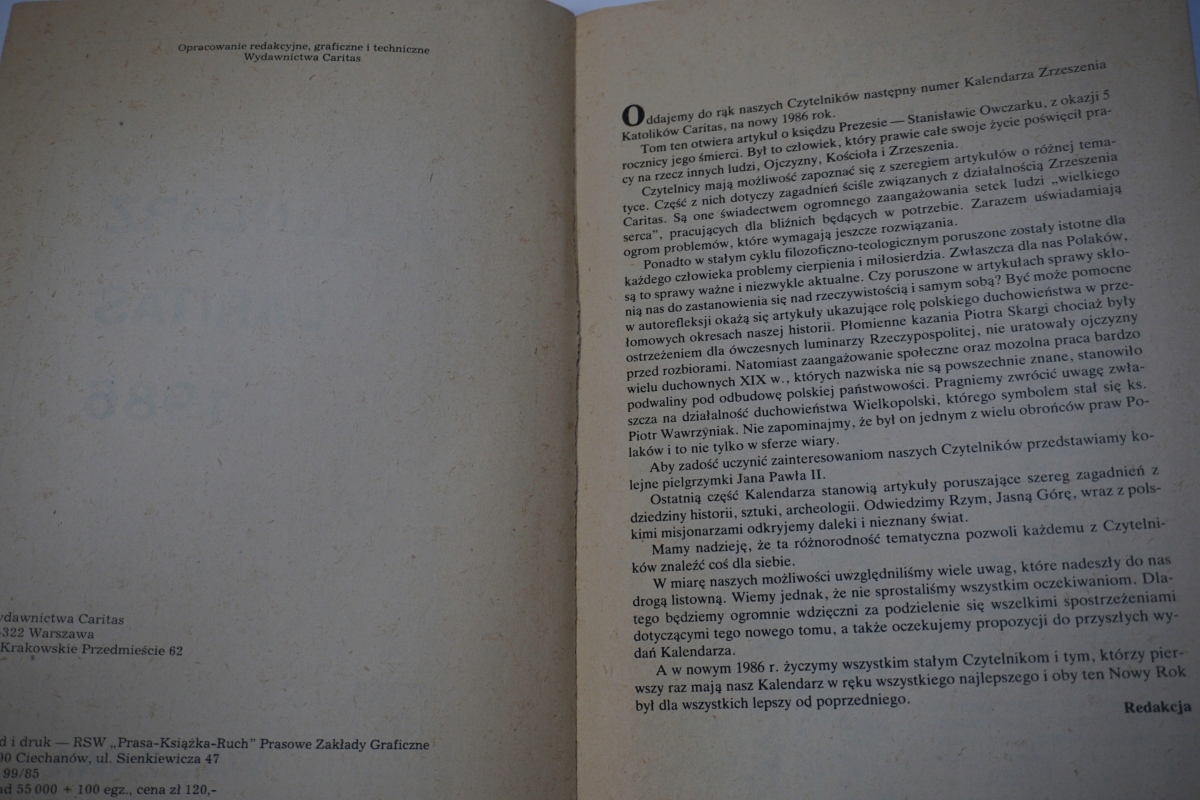 Opracowanie redakcyjne, graficzne i techniczne
Wydawnictwa Caritas
Wydawnictwa Caritas
322 Warszawa
Krakowskie Przedmieście 62
i druk — RSW „Prasa-Książka-Ruch” Prasowe Zakłady Graficzne
Ciechanów, ul. Sienkiewicza 47
99/85
55 000 + 100 egz., cena zł 120,-
Oddajemy do rąk naszych Czytelników następny numer Kalendarza Zrzeszenia
Katolików Caritas, na nowy 1986 rok.
Tom ten otwiera artykuł o księdzu Prezesie — Stanisławie Owczarku, z okazji 5
rocznicy jego śmierci. Był to człowiek, który prawie całe swoje życie poświęcił pra-
cy na rzecz innych ludzi, Ojczyzny, Kościoła i Zrzeszenia.
Czytelnicy mają możliwość zapoznać się z szeregiem artykułów o różnej tema-
tyce. Część z nich dotyczy zagadnień ściśle związanych z działalnością Zrzeszenia
Caritas. Są one świadectwem ogromnego zaangażowania setek ludzi „wielkiego
serca”, pracujących dla bliźnich będących w potrzebie. Zarazem uświadamiają
ogrom problemów, które wymagają jeszcze rozwiązania.
Ponadto w stałym cyklu filozoficzno-teologicznym poruszone zostały istotne dla
każdego człowieka problemy cierpienia i miłosierdzia. Zwłaszcza dla nas Polaków,
są to sprawy ważne i niezwykle aktualne. Czy poruszone w artykułach sprawy skło-
nią nas do zastanowienia się nad rzeczywistością i samym sobą? Być może pomocne
w autorefleksji okażą się artykuły ukazujące rolę polskiego duchowieństwa w prze-
łomowych okresach naszej historii. Płomienne kazania Piotra Skargi chociaż były
ostrzeżeniem dla ówczesnych luminarzy Rzeczypospolitej, nie uratowały ojczyzny
przed rozbiorami. Natomiast zaangażowanie społeczne oraz mozolna praca bardzo
wielu duchownych XIX w., których nazwiska nie są powszechnie znane, stanowiło
podwaliny pod odbudowę polskiej państwowości. Pragniemy zwrócić uwagę zwła-
szcza na działalność duchowieństwa Wielkopolski, którego symbolem stał się ks.
Piotr Wawrzyniak. Nie zapominajmy, że był on jednym z wielu obrońców praw Po-
laków i to nie tylko w sferze wiary.
Aby zadość uczynić zainteresowaniom naszych Czytelników przedstawiamy ko-
lejne pielgrzymki Jana Pawła II.
Ostatnią część Kalendarza stanowią artykuły poruszające szereg zagadnień z
dziedziny historii, sztuki, archeologii. Odwiedzimy Rzym, Jasną Górę, wraz z pols-
kimi misjonarzami odkryjemy daleki i nieznany świat.
Mamy nadzieję, że ta różnorodność tematyczna pozwoli każdemu z Czytelni-
ków znaleźć coś dla siebie.
W miarę naszych możliwości uwzględniliśmy wiele uwag, które nadeszły do nas
drogą listowną. Wiemy jednak, że nie sprostaliśmy wszystkim oczekiwaniom. Dla-
tego będziemy ogromnie wdzięczni za podzielenie się wszelkimi spostrzeżeniami
dotyczącymi tego nowego tomu, a także oczekujemy propozycji do przyszłych wy-
dań Kalendarza.
A w nowym 1986 r. życzymy wszystkim stałym Czytelnikom i tym, którzy pier-
wszy raz mają nasz Kalendarz w ręku wszystkiego najlepszego i oby ten Nowy Rok
był dla wszystkich lepszy od poprzedniego.
Redakcja